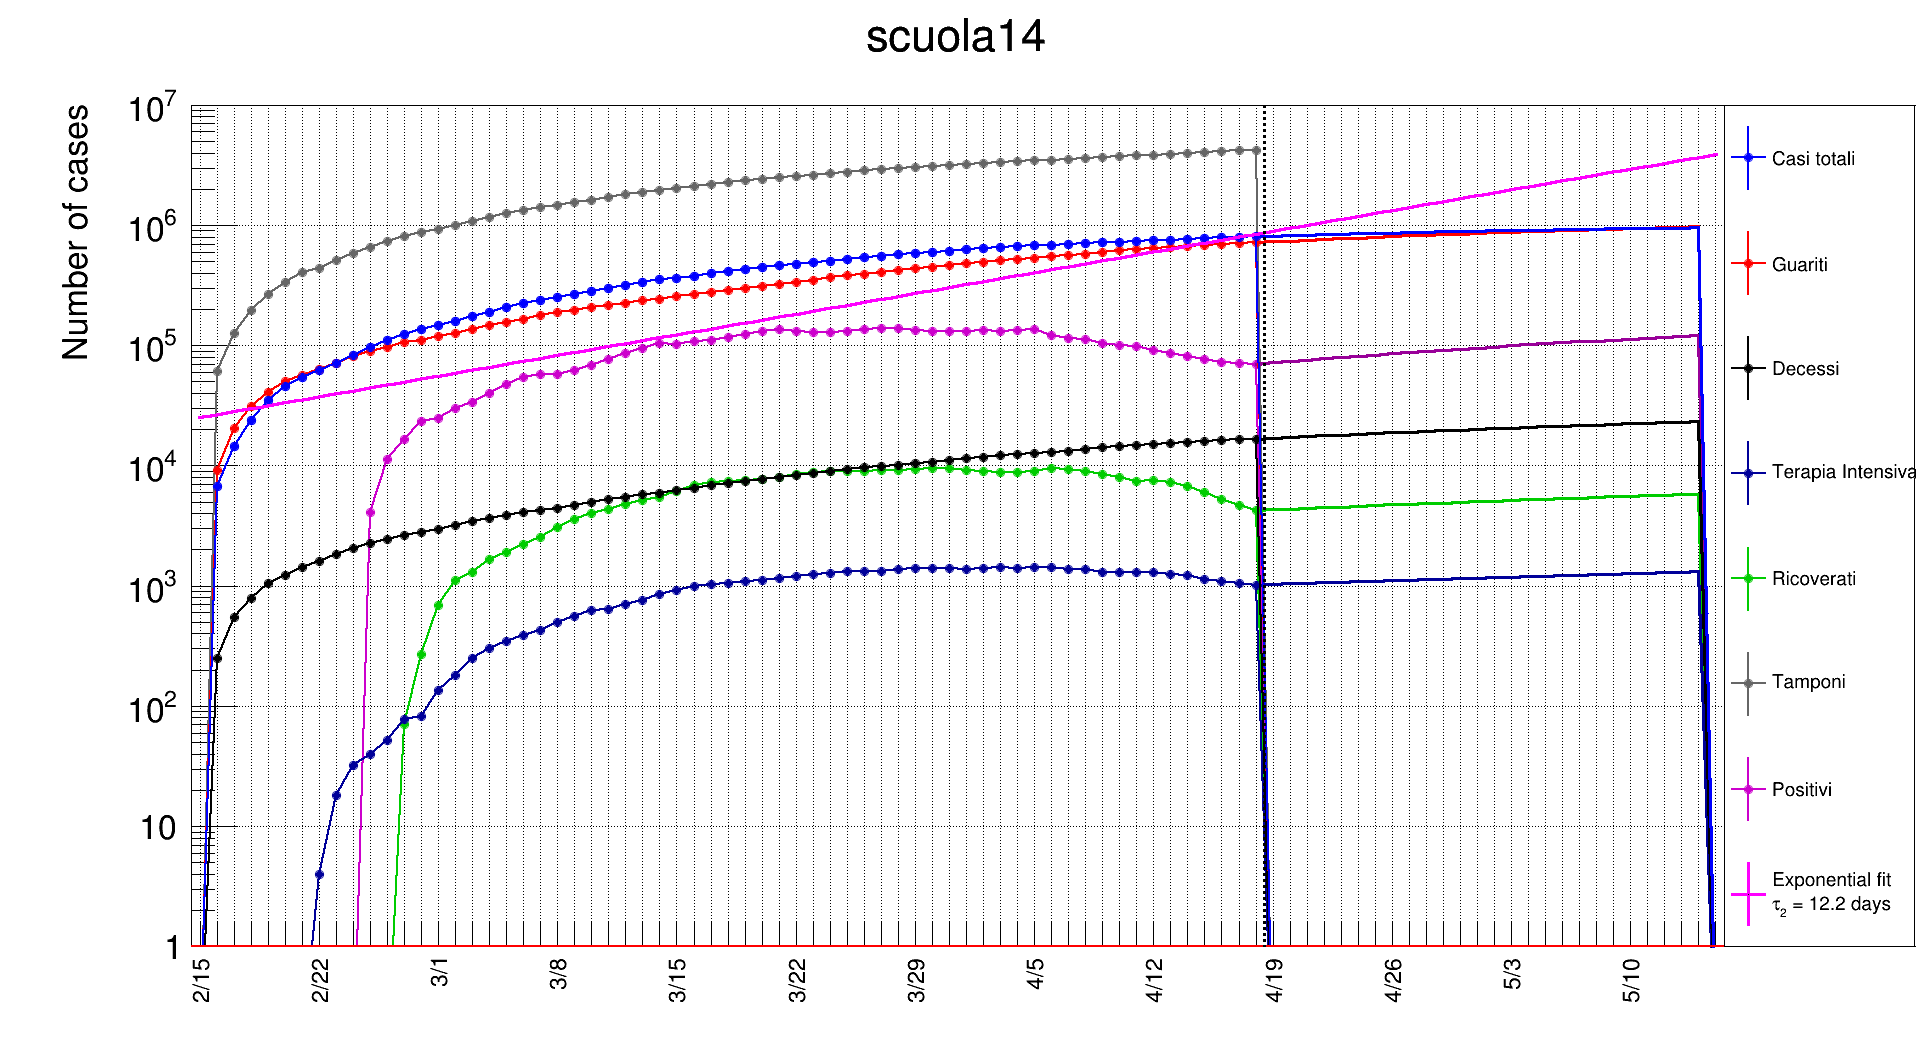 scuola14
Number of cases
10^7
10^6
10^5
10^4
10^3
10^2
10
1
2/15
2/22
3/1
3/8
3/15
3/22
3/29
4/5
4/12
4/19
4/26
5/3
5/10
Casi totali
Guariti
Decessi
Terapia Intensiva
Ricoverati
Tamponi
Positivi
Exponential fit
τ₂ = 12.2 days